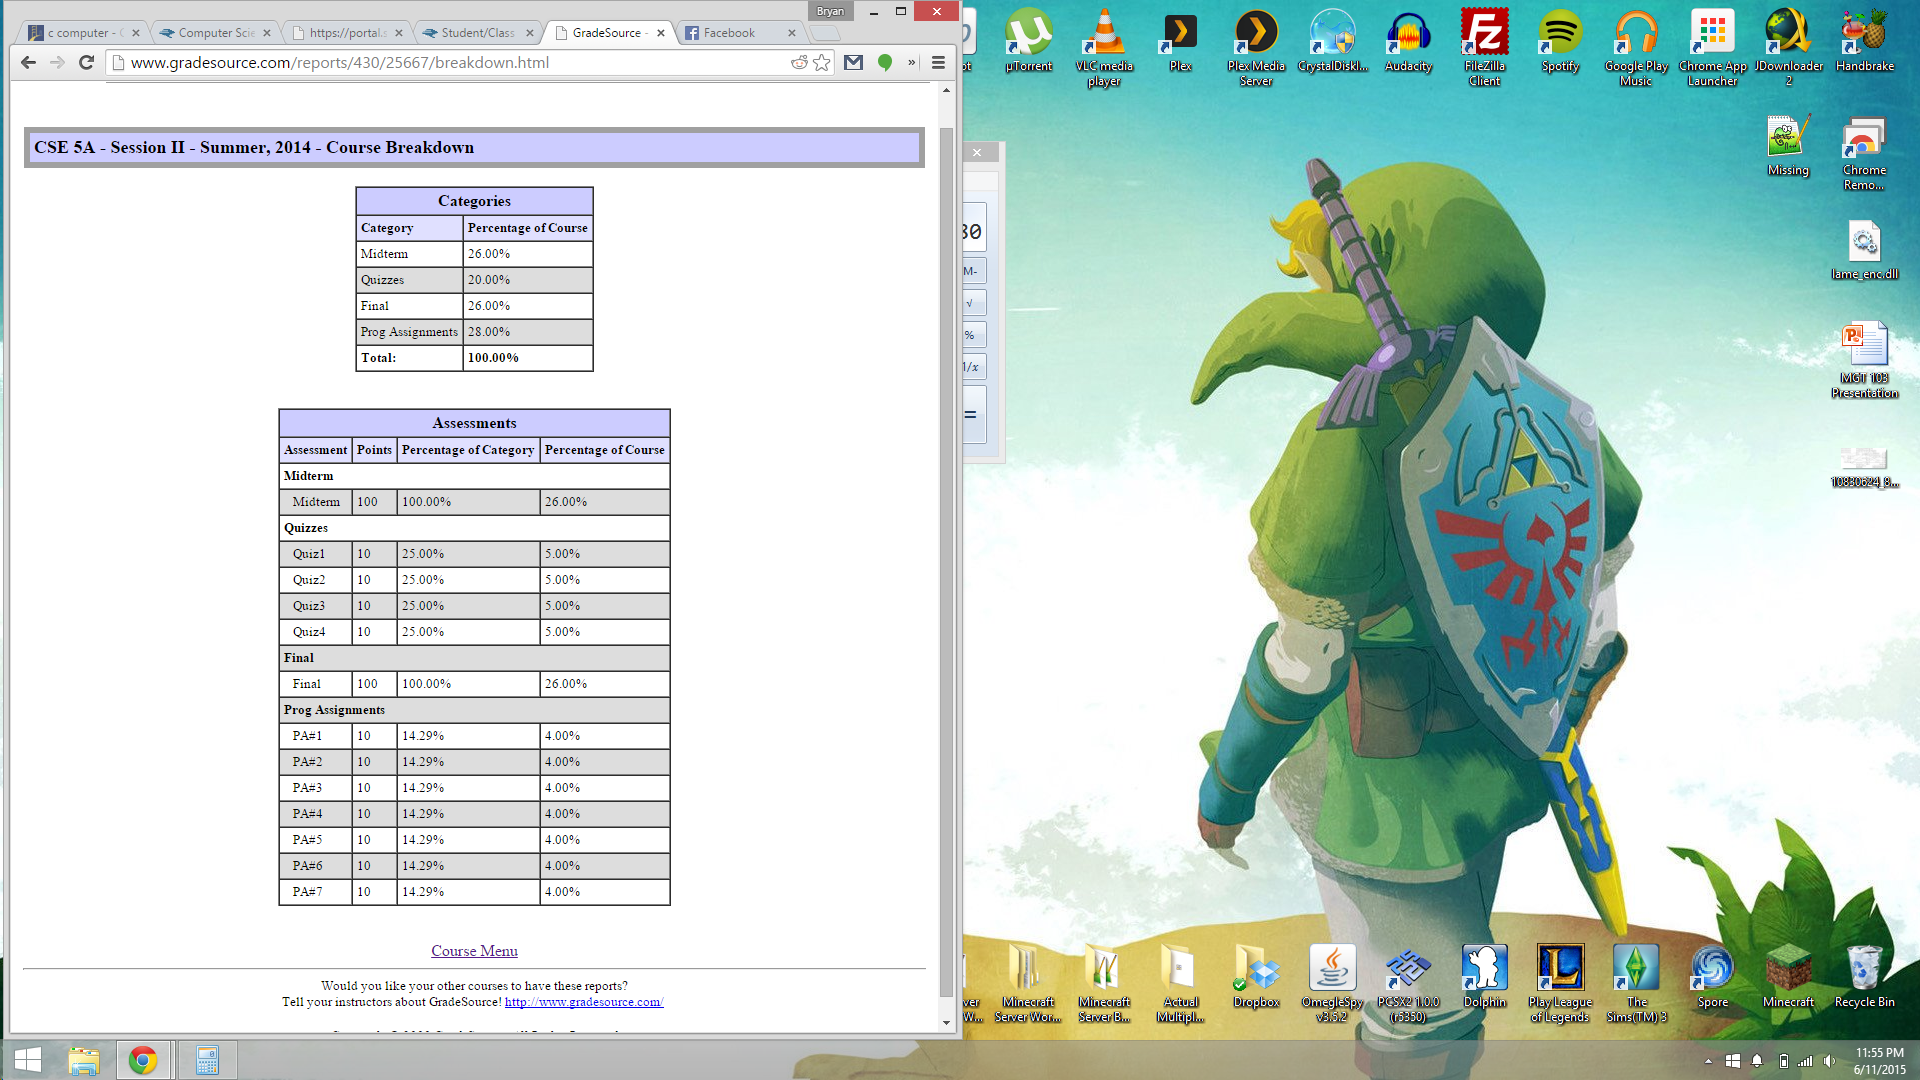 Bryan
c computer -
Computer Scie
https://portal.s
Student/Class
GradeSource -
Facebook
www.gradesource.com/reports/430/25667/breakdown.html
CSE 5A - Session II - Summer, 2014 - Course Breakdown
Categories
Category Percentage of Course
Midterm 26.00%
Quizzes 20.00%
Final 26.00%
Prog Assignments 28.00%
Total: 100.00%
Assessments
Assessment Points Percentage of Category Percentage of Course
Midterm
Midterm 100 100.00% 26.00%
Quizzes
Quiz1 10 25.00% 5.00%
Quiz2 10 25.00% 5.00%
Quiz3 10 25.00% 5.00%
Quiz4 10 25.00% 5.00%
Final
Final 100 100.00% 26.00%
Prog Assignments
PA#1 10 14.29% 4.00%
PA#2 10 14.29% 4.00%
PA#3 10 14.29% 4.00%
PA#4 10 14.29% 4.00%
PA#5 10 14.29% 4.00%
PA#6 10 14.29% 4.00%
PA#7 10 14.29% 4.00%
Course Menu
Would you like your other courses to have these reports?
Tell your instructors about GradeSource! http://www.gradesource.com/
30
M-
√
%
1/x
=
µTorrent
VLC media
player
Plex
Plex Media
Server
CrystalDiskI...
Audacity
FileZilla
Client
Spotify
Google Play
Music
Chrome App
Launcher
JDownloader
2
Handbrake
Missing
Chrome
Remo...
lame_enc.dll
MGT 103
Presentation
10830624_8...
Minecraft
Server Wor...
Minecraft
Server B...
Actual
Multipl...
Dropbox
OmegleSpy
v3.5.2
PCSX2 1.0.0
(r5350)
Dolphin
Play League
of Legends
The
Sims(TM) 3
Spore
Minecraft
Recycle Bin
11:55 PM
6/11/2015